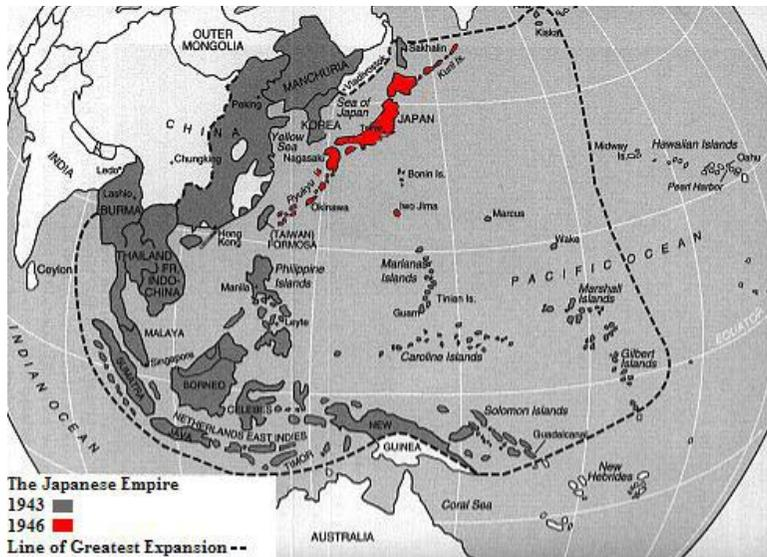 OUTER
MONGOLIA
MANCHURIA
Vladivostok
Sakhalin
Kuril Is.
Kiska
Sea of
Japan
Peking
KOREA
JAPAN
Tokyo
CHINA
Yellow
Sea
Nagasaki
INDIA
Ledo
Chungking
Midway
Is.
Hawaiian Islands
Oahu
Pearl Harbor
Bonin Is.
Lashio
BURMA
Ryukyu
Okinawa
Iwo Jima
Marcus
Hong
Kong
(TAIWAN)
FORMOSA
Wake
PACIFIC OCEAN
THAILAND
FR.
INDO-
CHINA
Ceylon
Philippine
Islands
Manila
Marianas
Islands
Tinian Is.
Guam
Marshall
Islands
Leyte
MALAYA
Singapore
Caroline Islands
EQUATOR
Gilbert
Islands
INDIAN OCEAN
SUMATRA
BORNEO
CELEBES
NETHERLANDS EAST INDIES
JAVA
TIMOR
NEW
GUINEA
Solomon Islands
Guadalcanal
New
Hebrides
Coral Sea
AUSTRALIA
The Japanese Empire
1943
1946
Line of Greatest Expansion